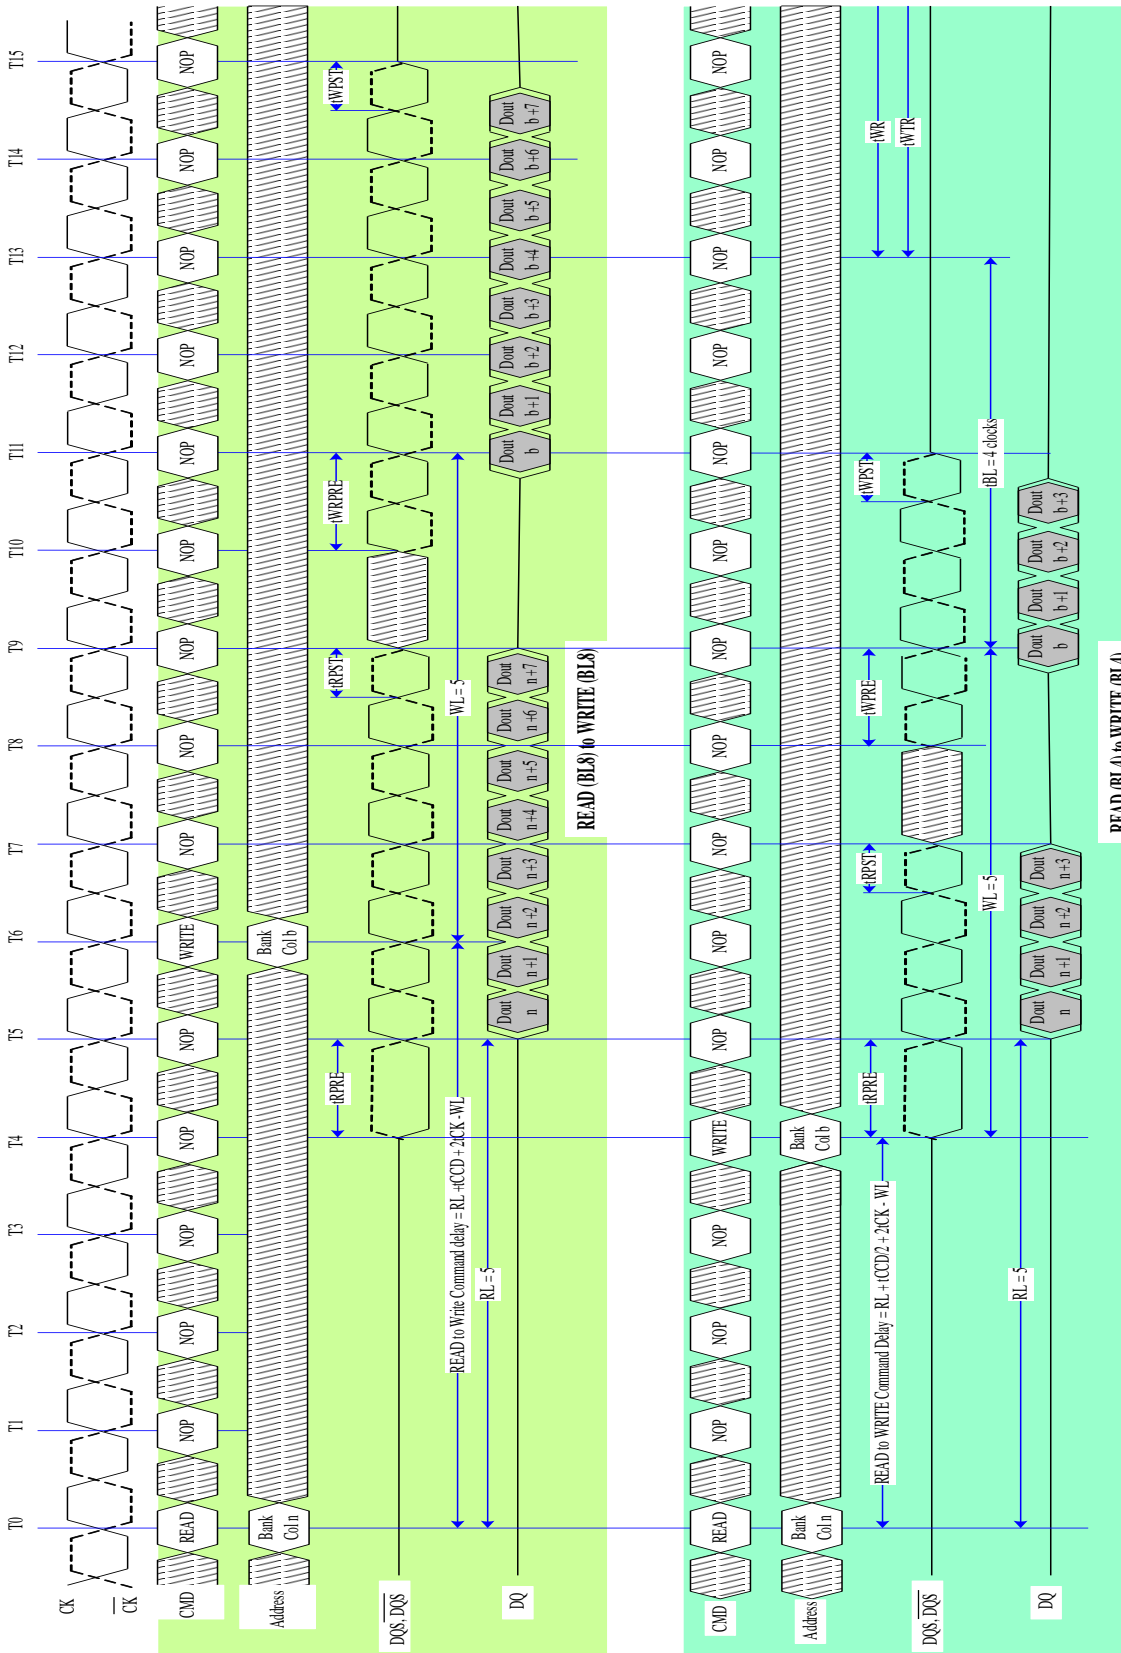 T0 T1 T2 T3 T4 T5 T6 T7 T8 T9 T10 T11 T12 T13 T14 T15
CK
CK
CMD READ NOP NOP NOP NOP NOP WRITE NOP NOP NOP NOP NOP NOP NOP NOP NOP
Address Bank Bank
Col n Col b
tRPRE tRPST tWRPRE tWPST
DQS, DQS
READ to Write Command delay = RL +tCCD + 2tCK -WL WL = 5
RL = 5
DQ Dout Dout Dout Dout Dout Dout Dout Dout Dout Dout Dout Dout Dout Dout Dout Dout
n n +1 n +2 n +3 n +4 n +5 n +6 n +7 b b +1 b +2 b +3 b +4 b +5 b +6 b +7
READ (BL8) to WRITE (BL8)
CMD READ NOP NOP NOP WRITE NOP NOP NOP NOP NOP NOP NOP NOP NOP NOP NOP
Address Bank Bank
Col n Col b
tRPRE tRPST tWPRE tWPST tWR
READ to WRITE Command Delay = RL + tCCD/2 + 2tCK - WL
tWTR
DQS, DQS
WL = 5 tBL = 4 clocks
RL = 5
DQ Dout Dout Dout Dout Dout Dout Dout Dout
n n +1 n +2 n +3 b b +1 b +2 b +3
READ (BL4) to WRITE (BL4)